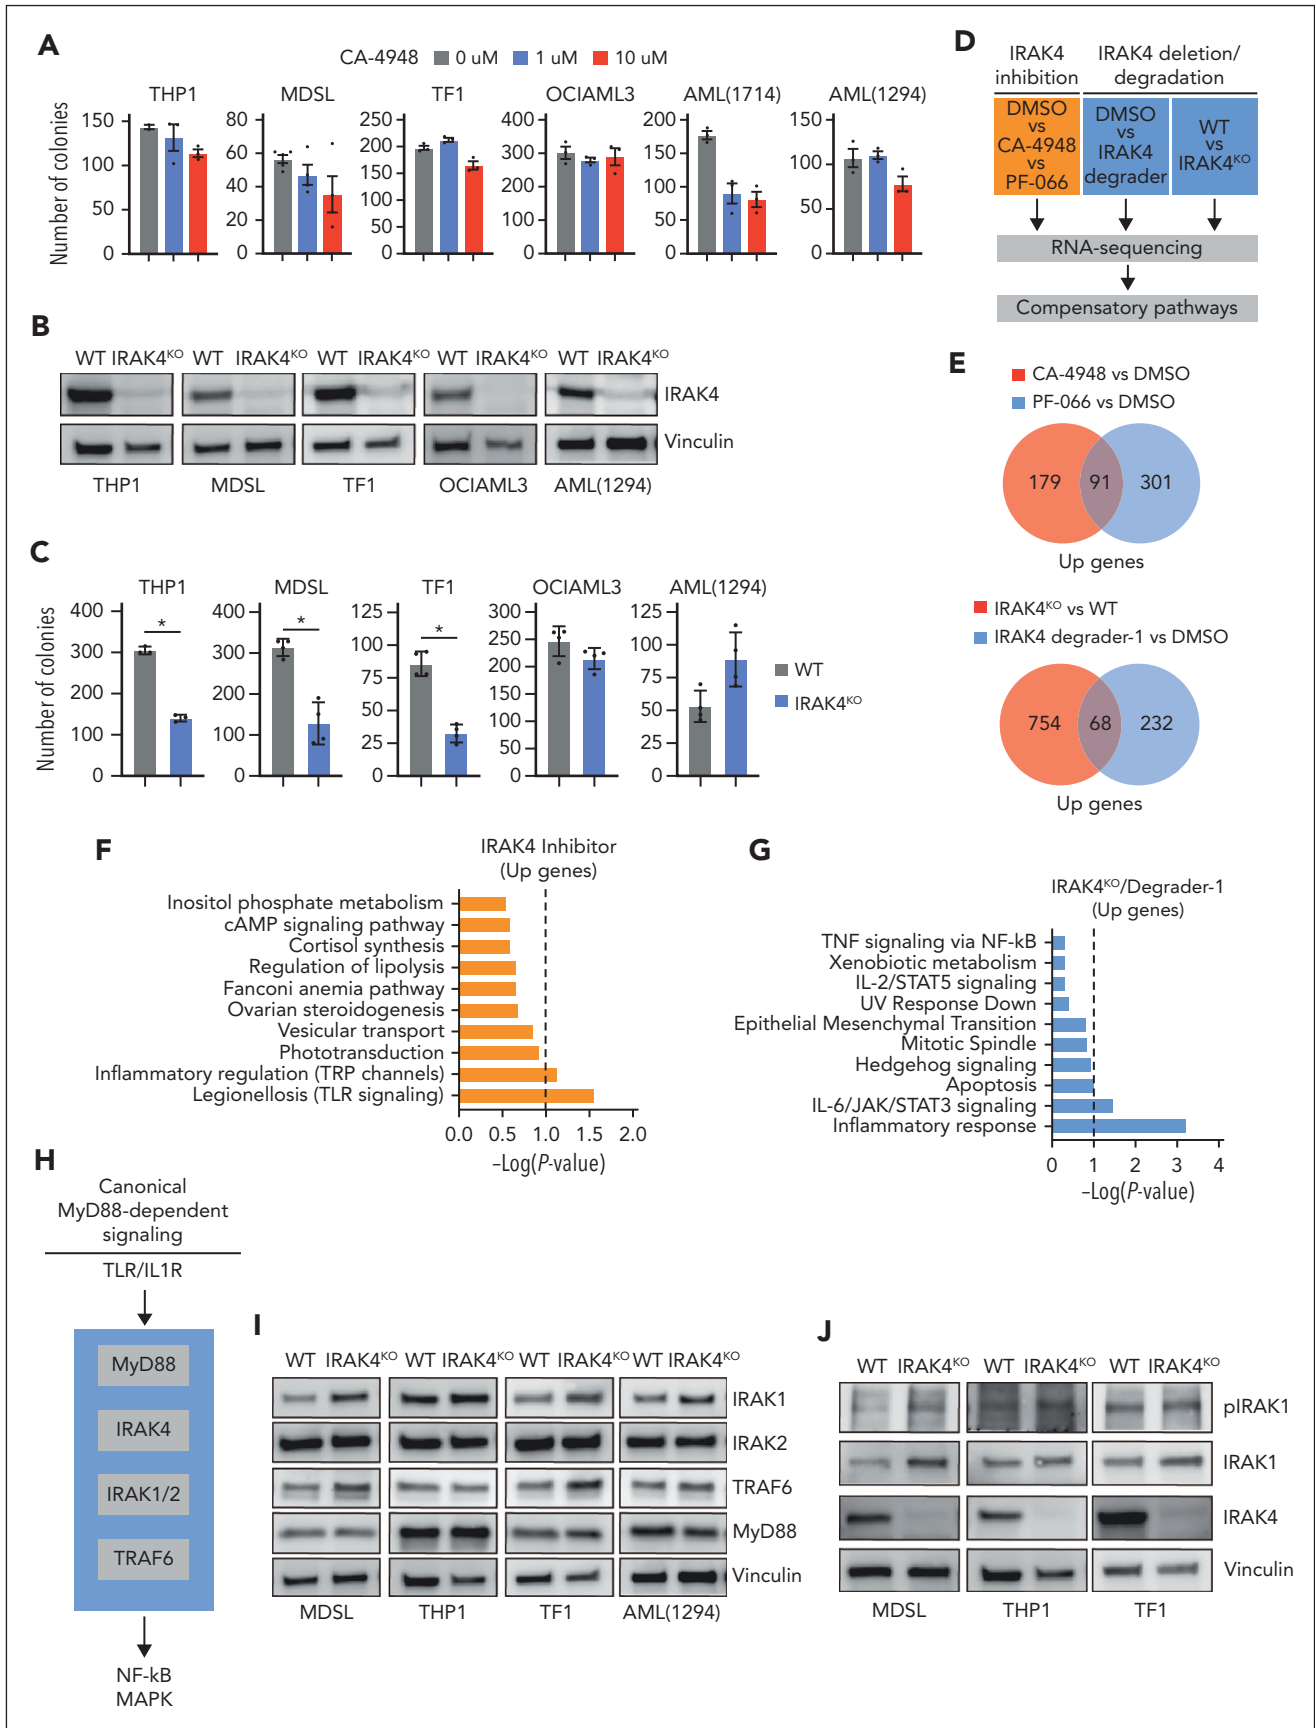 A
CA-4948 0 uM 1 uM 10 uM
THP1 MDSL TF1 OCIAML3 AML(1714) AML(1294)
Number of colonies
150 100 50 0
80 60 40 20 0
250 200 150 100 50 0
400 300 200 100 0
200 150 100 50 0
150 100 50 0
B
WT IRAK4KO WT IRAK4KO WT IRAK4KO WT IRAK4KO WT IRAK4KO
IRAK4
Vinculin
THP1 MDSL TF1 OCIAML3 AML(1294)
C
THP1 MDSL TF1 OCIAML3 AML(1294)
Number of colonies
400 300 200 100 0
400 300 200 100 0
125 100 75 50 25 0
300 250 200 150 100 50 0
125 100 75 50 25 0
* * *
WT
IRAK4KO
D
IRAK4 inhibition
IRAK4 deletion/
degradation
DMSO
vs
CA-4948
vs
PF-066
DMSO
vs
IRAK4
degrader
WT
vs
IRAK4KO
RNA-sequencing
Compensatory pathways
E
CA-4948 vs DMSO
PF-066 vs DMSO
179 91 301
Up genes
IRAK4KO vs WT
IRAK4 degrader-1 vs DMSO
754 68 232
Up genes
F
IRAK4 Inhibitor
(Up genes)
Inositol phosphate metabolism
cAMP signaling pathway
Cortisol synthesis
Regulation of lipolysis
Fanconi anemia pathway
Ovarian steroidogenesis
Vesicular transport
Phototransduction
Inflammatory regulation (TRP channels)
Legionellosis (TLR signaling)
0.0 0.5 1.0 1.5 2.0
–Log(P-value)
G
IRAK4KO/Degrader-1
(Up genes)
TNF signaling via NF-kB
Xenobiotic metabolism
IL-2/STAT5 signaling
UV Response Down
Epithelial Mesenchymal Transition
Mitotic Spindle
Hedgehog signaling
Apoptosis
IL-6/JAK/STAT3 signaling
Inflammatory response
0 1 2 3 4
–Log(P-value)
H
Canonical
MyD88-dependent
signaling
TLR/IL1R
MyD88
IRAK4
IRAK1/2
TRAF6
NF-kB
MAPK
I
WT IRAK4KO WT IRAK4KO WT IRAK4KO WT IRAK4KO
IRAK1
IRAK2
TRAF6
MyD88
Vinculin
MDSL THP1 TF1 AML(1294)
J
WT IRAK4KO WT IRAK4KO WT IRAK4KO
pIRAK1
IRAK1
IRAK4
Vinculin
MDSL THP1 TF1